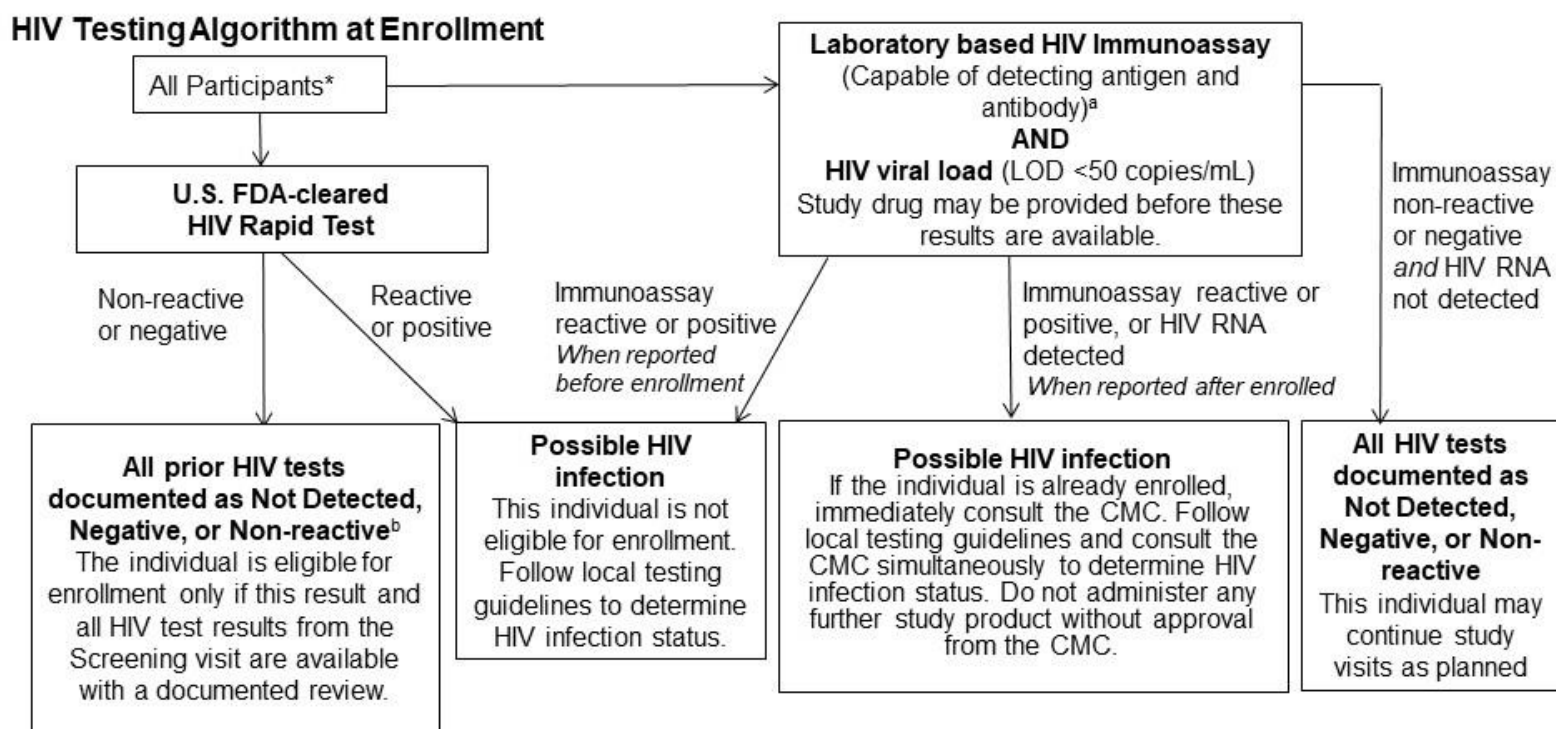 HIV Testing Algorithm at Enrollment
All Participants*
U.S. FDA-cleared
HIV Rapid Test
Laboratory based HIV Immunoassay
(Capable of detecting antigen and
antibody)ᵃ
AND
HIV viral load (LOD <50 copies/mL)
Study drug may be provided before these
results are available.
Non-reactive
or negative
Reactive
or positive
Immunoassay
reactive or positive
When reported
before enrollment
Immunoassay reactive or
positive, or HIV RNA
detected
When reported after enrolled
Immunoassay
non-reactive
or negative
and HIV RNA
not detected
All prior HIV tests
documented as Not Detected,
Negative, or Non-reactiveᵇ
The individual is eligible for
enrollment only if this result and
all HIV test results from the
Screening visit are available
with a documented review.
Possible HIV
infection
This individual is not
eligible for enrollment.
Follow local testing
guidelines to determine
HIV infection status.
Possible HIV infection
If the individual is already enrolled,
immediately consult the CMC. Follow
local testing guidelines and consult the
CMC simultaneously to determine HIV
infection status. Do not administer any
further study product without approval
from the CMC.
All HIV tests
documented as
Not Detected,
Negative, or Non-
reactive
This individual may
continue study
visits as planned